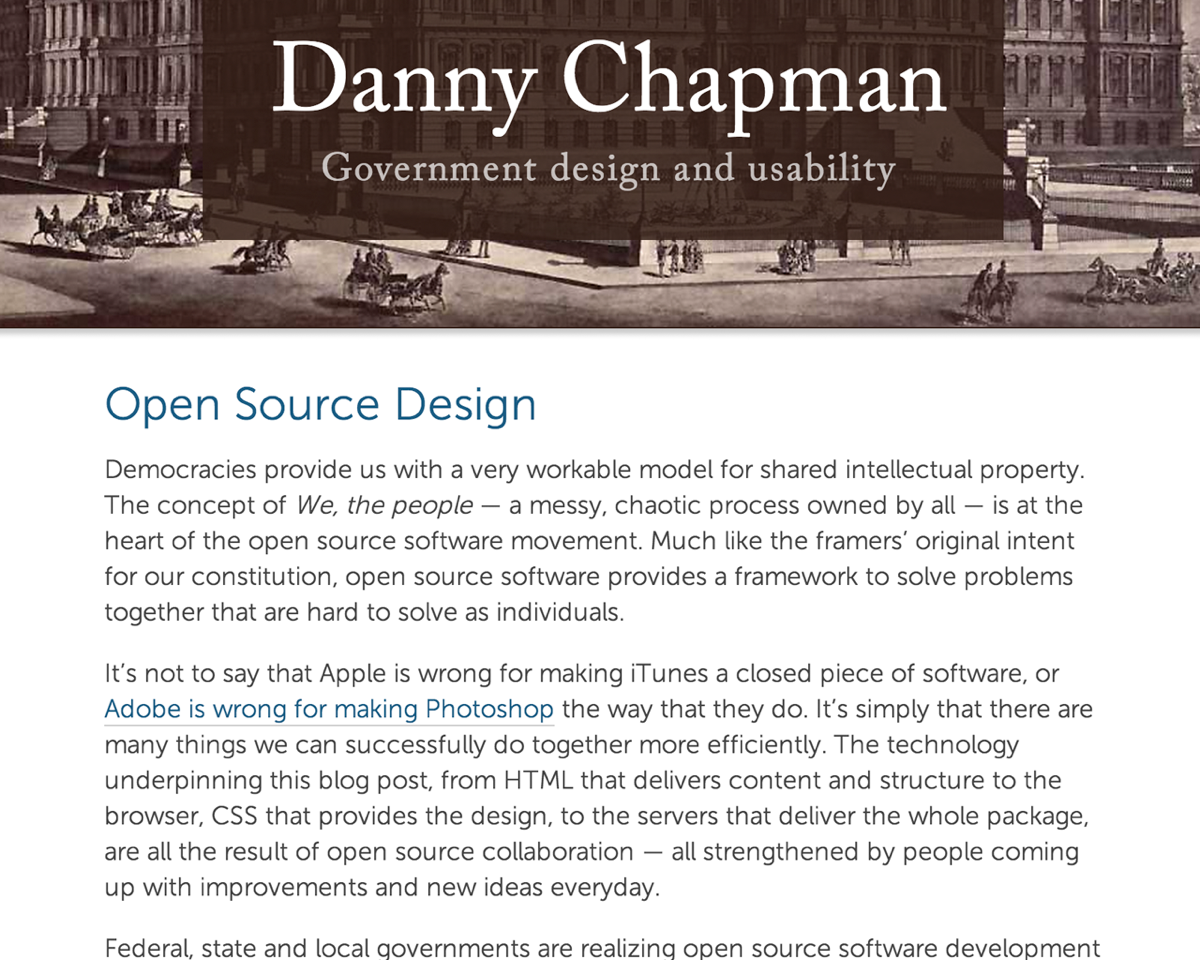 Danny Chapman
Government design and usability
Open Source Design
Democracies provide us with a very workable model for shared intellectual property.
The concept of We, the people — a messy, chaotic process owned by all — is at the
heart of the open source software movement. Much like the framers’ original intent
for our constitution, open source software provides a framework to solve problems
together that are hard to solve as individuals.
It’s not to say that Apple is wrong for making iTunes a closed piece of software, or
Adobe is wrong for making Photoshop the way that they do. It’s simply that there are
many things we can successfully do together more efficiently. The technology
underpinning this blog post, from HTML that delivers content and structure to the
browser, CSS that provides the design, to the servers that deliver the whole package,
are all the result of open source collaboration — all strengthened by people coming
up with improvements and new ideas everyday.
Federal, state and local governments are realizing open source software development